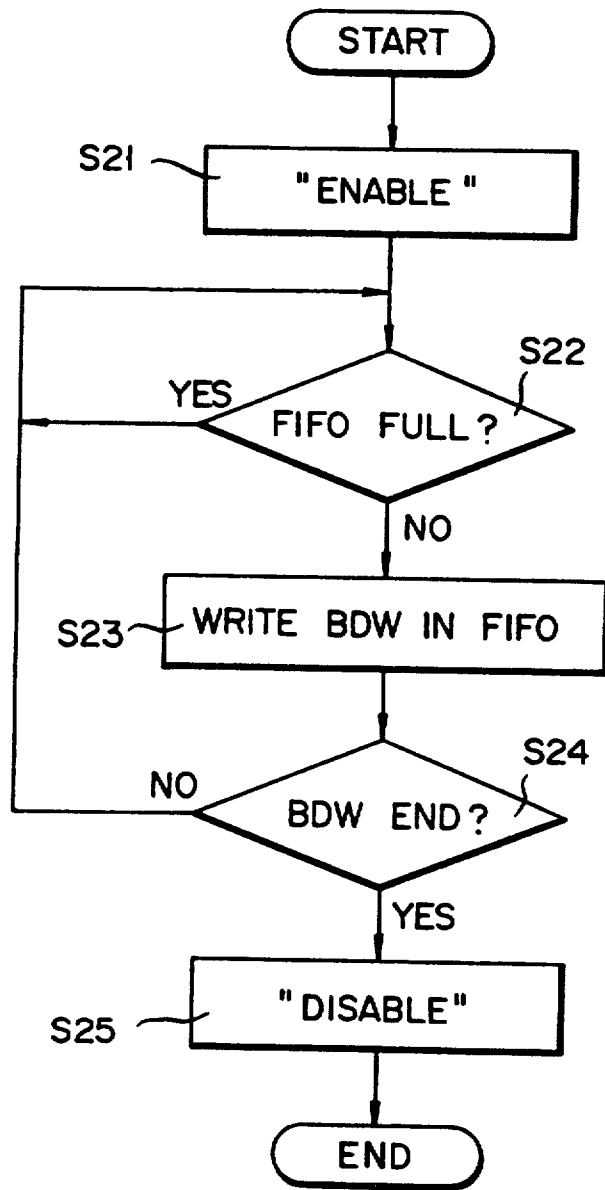 START
S21
"ENABLE"
S22
YES
FIFO FULL?
NO
S23
WRITE BDW IN FIFO
S24
NO
BDW END?
YES
"DISABLE"
S25
END